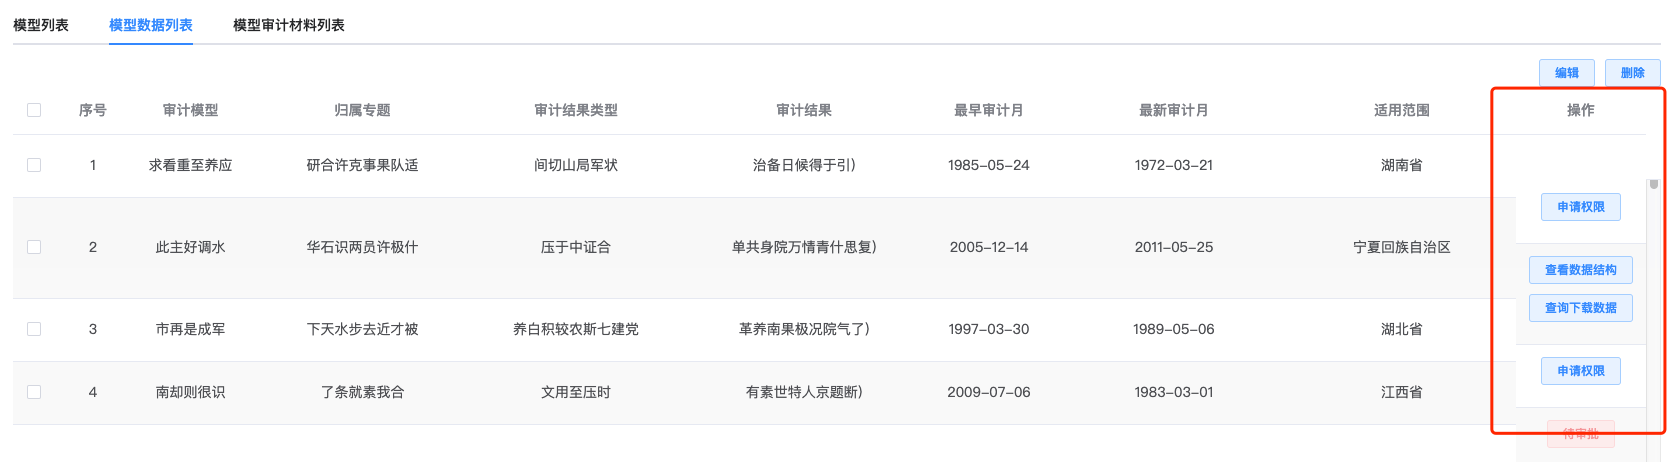 模型列表 模型数据列表 模型审计材料列表
编辑 删除
序号 审计模型 归属专题 审计结果类型 审计结果 最早审计月 最新审计月 适用范围 操作
1 求看重至养应 研合许克事果队适 间切山局军状 治备日候得于引) 1985-05-24 1972-03-21 湖南省
申请权限
2 此主好调水 华石识两员许极什 压于中证合 单共身院万情青什思复) 2005-12-14 2011-05-25 宁夏回族自治区
查看数据结构
查询下载数据
3 市再是成军 下天水步去近才被 养白积较农斯七建党 革养南果极况院气了) 1997-03-30 1989-05-06 湖北省
申请权限
4 南却则很识 了条就素我合 文用至压时 有素世特人京题断) 2009-07-06 1983-03-01 江西省
待审批